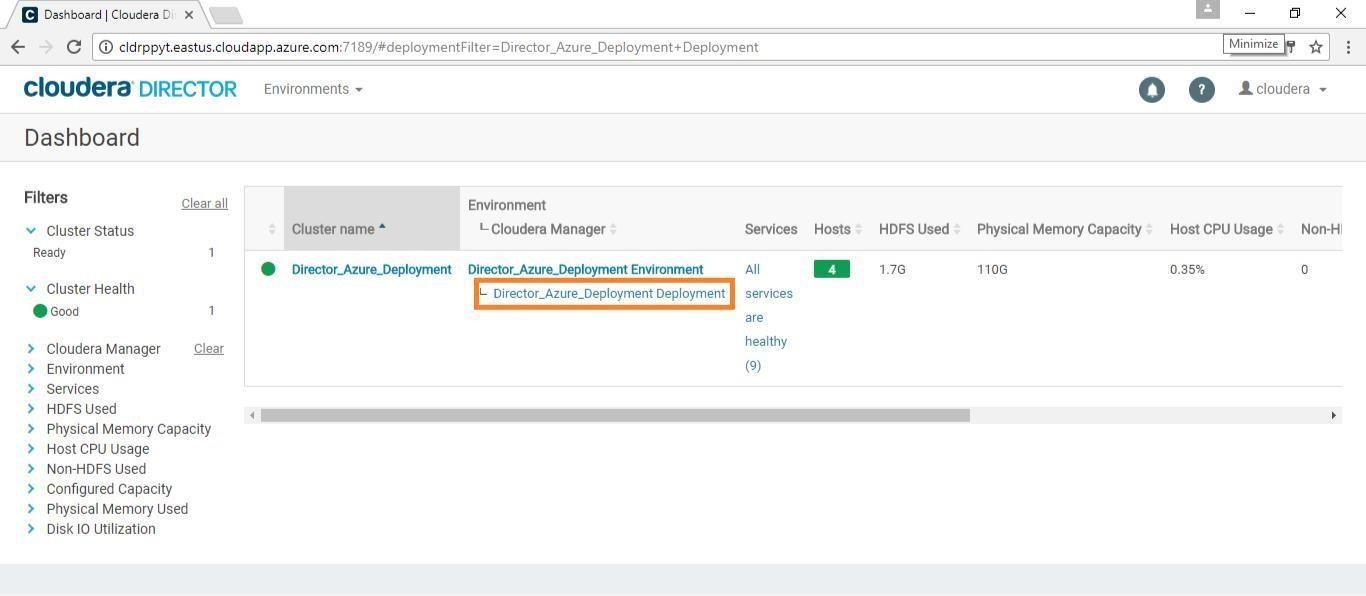 Dashboard | Cloudera Di
Minimize
cldrppyt.eastus.cloudapp.azure.com:7189/#deploymentFilter=Director_Azure_Deployment+Deployment
cloudera DIRECTOR
Environments
?
cloudera
Dashboard
Filters
Clear all
Cluster Status
Ready 1
Cluster Health
Good 1
Cloudera Manager Clear
Environment
Services
HDFS Used
Physical Memory Capacity
Host CPU Usage
Non-HDFS Used
Configured Capacity
Physical Memory Used
Disk IO Utilization
Environment
Cluster name Cloudera Manager Services Hosts HDFS Used Physical Memory Capacity Host CPU Usage Non-H
Director_Azure_Deployment Director_Azure_Deployment Environment All 4 1.7G 110G 0.35% 0
Director_Azure_Deployment Deployment services
are
healthy
(9)